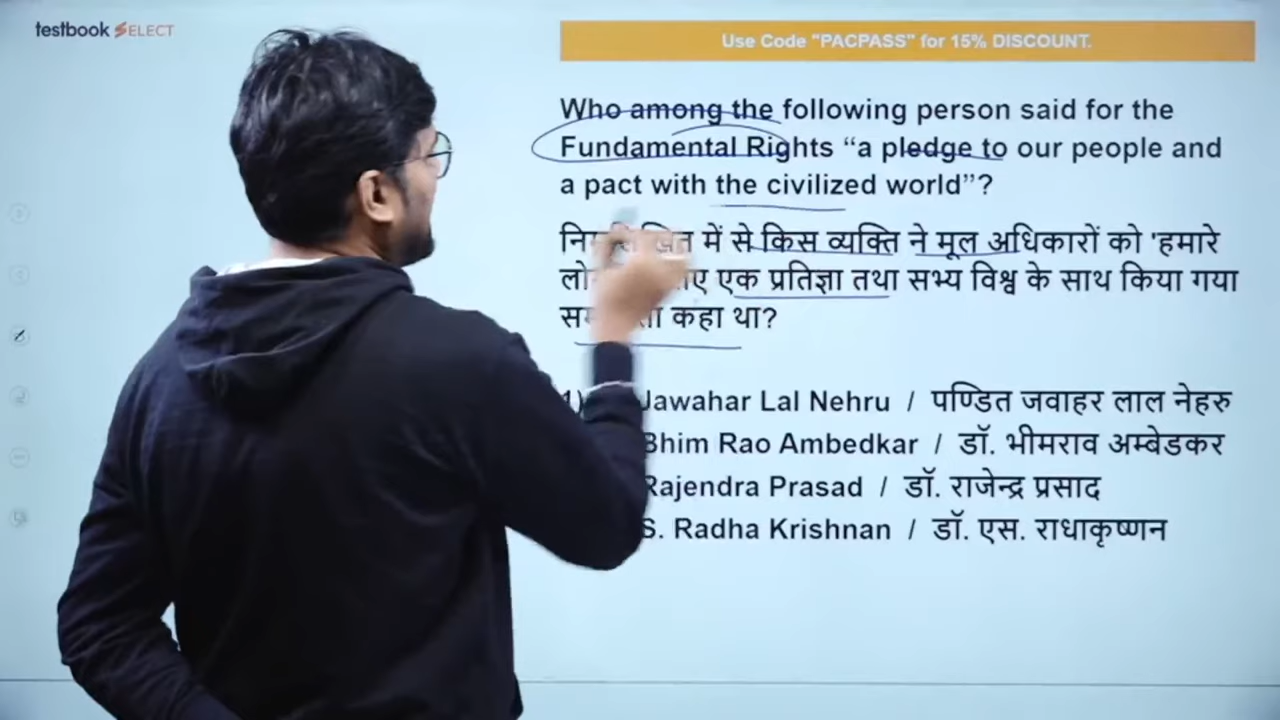 testbook SELECT
Use Code "PACPASS" for 15% DISCOUNT.
Who among the following person said for the
Fundamental Rights “a pledge to our people and
a pact with the civilized world”?
में से किस व्यक्ति ने मूल अधिकारों को 'हमारे
एक प्रतिज्ञा तथा सभ्य विश्व के साथ किया गया
कहा था?
1) Jawahar Lal Nehru / पण्डित जवाहर लाल नेहरु
Bhim Rao Ambedkar / डॉ. भीमराव अम्बेडकर
Rajendra Prasad / डॉ. राजेन्द्र प्रसाद
S. Radha Krishnan / डॉ. एस. राधाकृष्णन